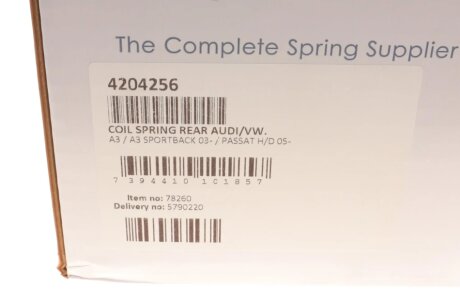 The Complete Spring Supplier
4204256
COIL SPRING REAR AUDI/VW.
A3 / A3 SPORTBACK 03- / PASSAT H/D 05-
7 394410 101857
Item no: 78260
Delivery no: 5790220